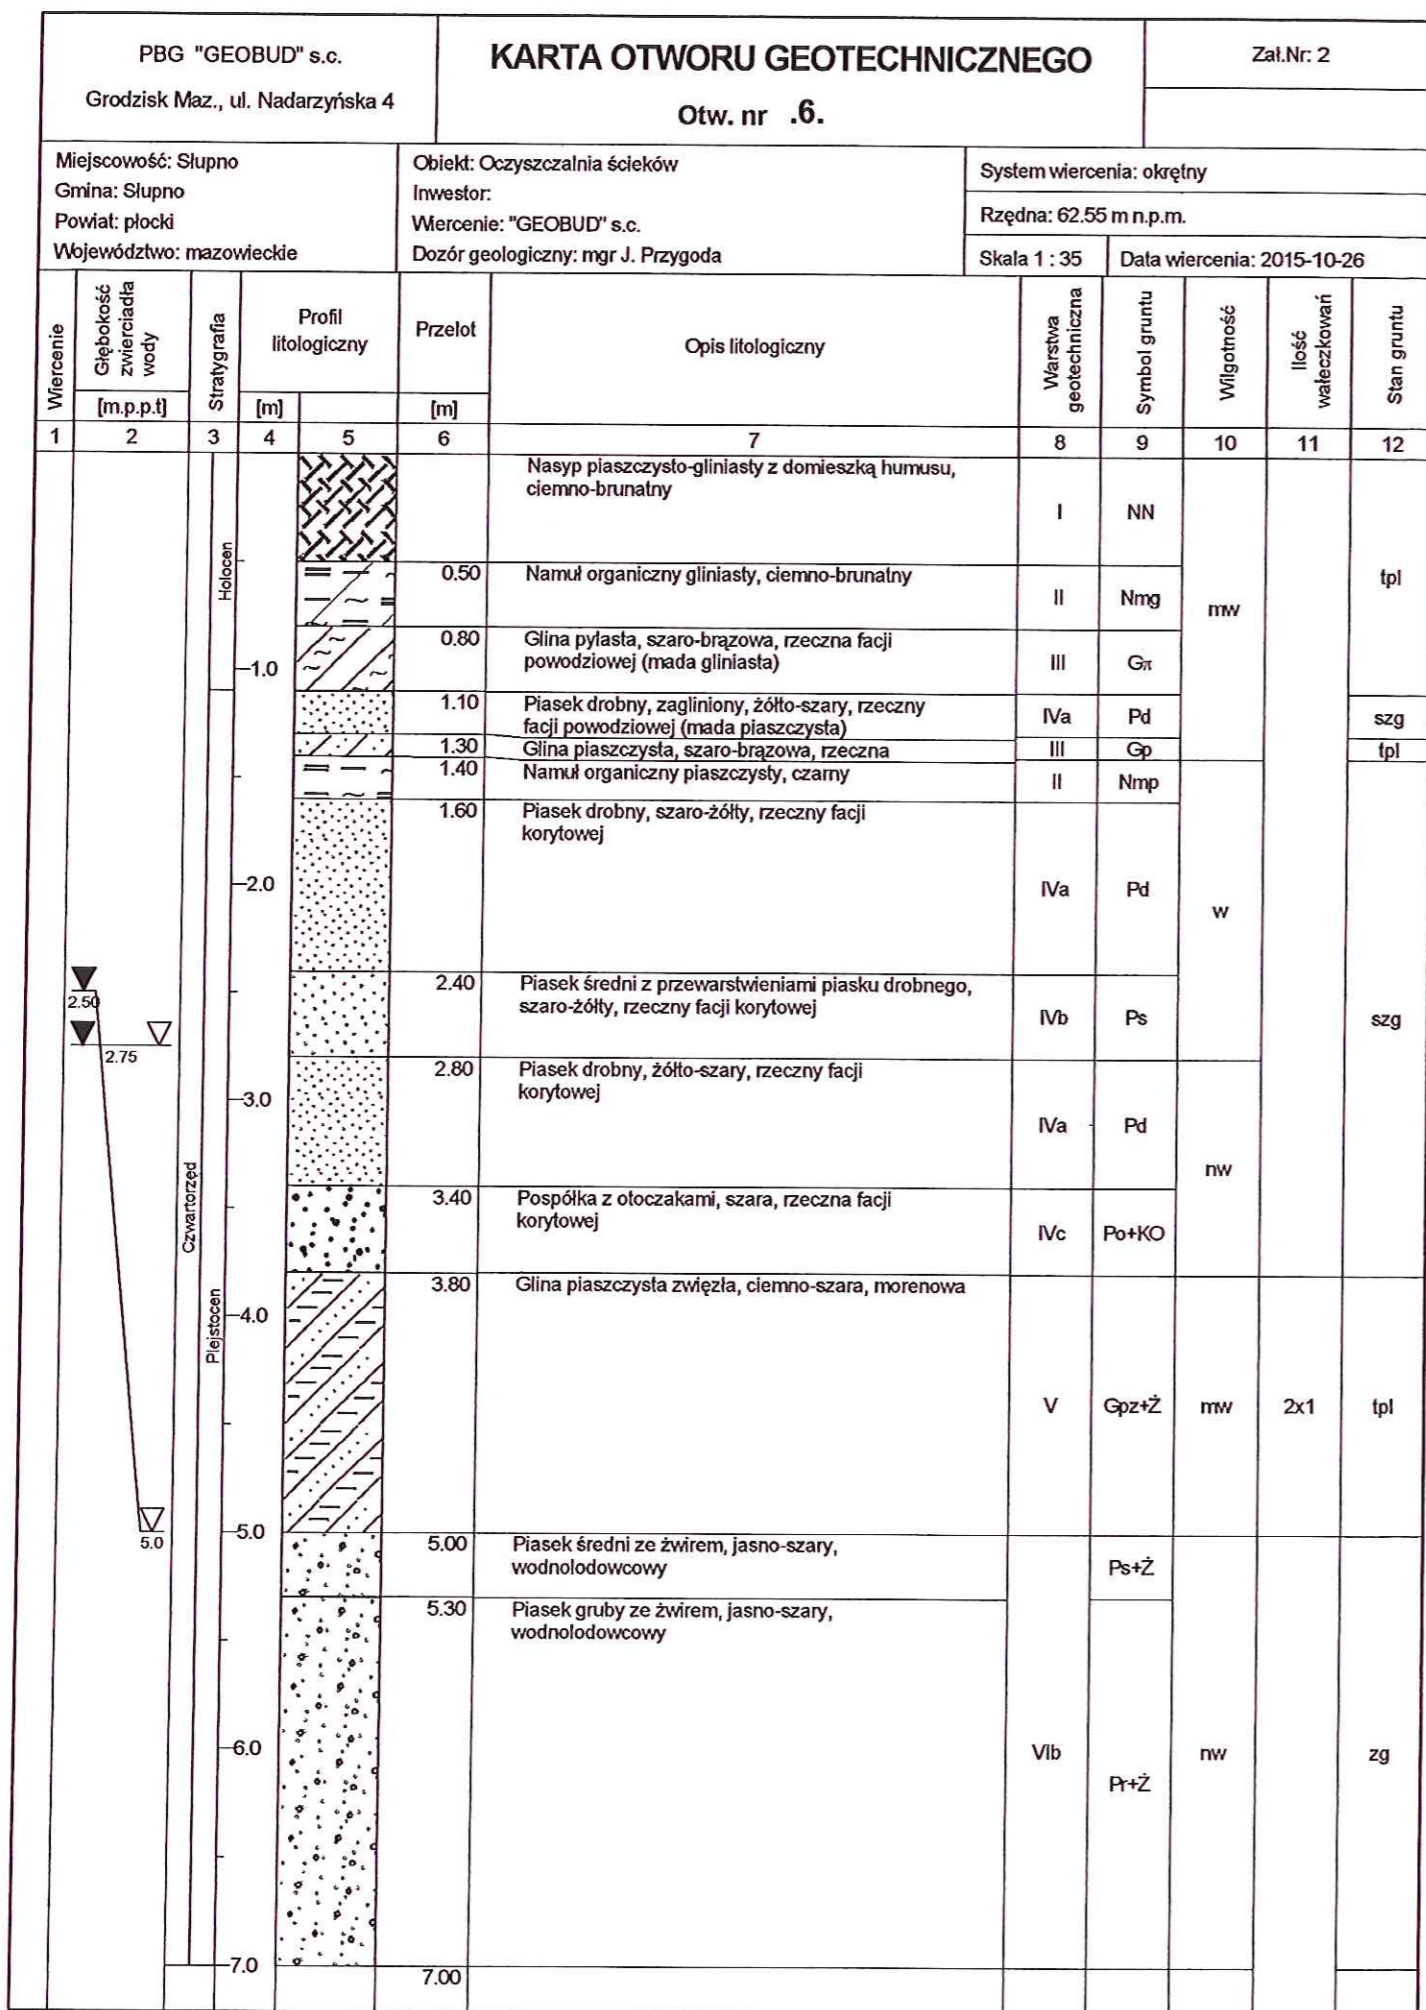 PBG "GEOBUD" s.c.
Grodzisk Maz., ul. Nadarzyńska 4
KARTA OTWORU GEOTECHNICZNEGO
Otw. nr .6.
Zał.Nr: 2
Miejscowość: Słupno
Gmina: Słupno
Powiat: płocki
Województwo: mazowieckie
Obiekt: Oczyszczalnia ścieków
Inwestor:
Wiercenie: "GEOBUD" s.c.
Dozór geologiczny: mgr J. Przygoda
System wiercenia: okrętny
Rzędna: 62.55 m n.p.m.
Skala 1 : 35
Data wiercenia: 2015-10-26
Wiercenie
Głębokość
zwierciadła
wody
[m.p.p.t]
Stratygrafia
Profil
litologiczny
[m]
Przelot
[m]
Opis litologiczny
Warstwa
geotechniczna
Symbol gruntu
Wilgotność
Ilość
wałeczkowań
Stan gruntu
1 2 3 4 5 6 7 8 9 10 11 12
Nasyp piaszczysto-gliniasty z domieszką humusu,
ciemno-brunatny
I NN
Holocen
0.50 Namuł organiczny gliniasty, ciemno-brunatny
II Nmg mw tpl
0.80 Glina pylasta, szaro-brązowa, rzeczna facji
powodziowej (mada gliniasta)
1.0 III Gπ
1.10 Piasek drobny, zagliniony, żółto-szary, rzeczny
facji powodziowej (mada piaszczysta)
IVa Pd szg
1.30 Glina piaszczysta, szaro-brązowa, rzeczna III Gp tpl
1.40 Namuł organiczny piaszczysty, czarny
II Nmp
1.60 Piasek drobny, szaro-żółty, rzeczny facji
korytowej
2.0 IVa Pd w
2.40 Piasek średni z przewarstwieniami piasku drobnego,
szaro-żółty, rzeczny facji korytowej
2.50 IVb Ps szg
2.75
2.80 Piasek drobny, żółto-szary, rzeczny facji
korytowej
3.0 IVa Pd
nw
Czwartorzęd
3.40 Pospółka z otoczakami, szara, rzeczna facji
korytowej
IVc Po+KO
3.80 Glina piaszczysta zwięzła, ciemno-szara, morenowa
4.0
Plejstocen
V Gpz+Ż mw 2x1 tpl
5.0 5.0
5.00 Piasek średni ze żwirem, jasno-szary,
wodnolodowcowy
Ps+Ż
5.30 Piasek gruby ze żwirem, jasno-szary,
wodnolodowcowy
6.0 VIb nw zg
Pr+Ż
7.0
7.00